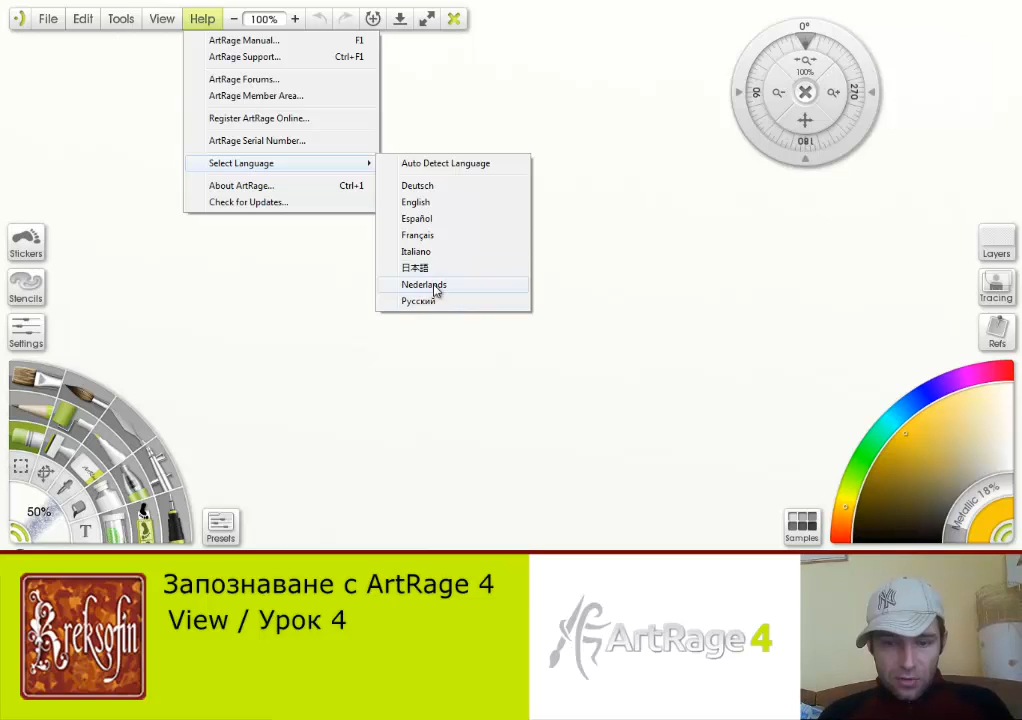 File Edit Tools View Help − 100% +
ArtRage Manual... F1
ArtRage Support... Ctrl+F1
ArtRage Forums...
ArtRage Member Area...
Register ArtRage Online...
ArtRage Serial Number...
Select Language
About ArtRage... Ctrl+1
Check for Updates...
Auto Detect Language
Deutsch
English
Español
Français
Italiano
日本語
Nederlands
Русский
0°
100%
90
270
180
Stickers
Stencils
Settings
Layers
Tracing
Refs
50%
T
Presets
Samples
Metallic 18%
Запознаване с ArtRage 4
View / Урок 4
Kreksofin
ArtRage 4
NY